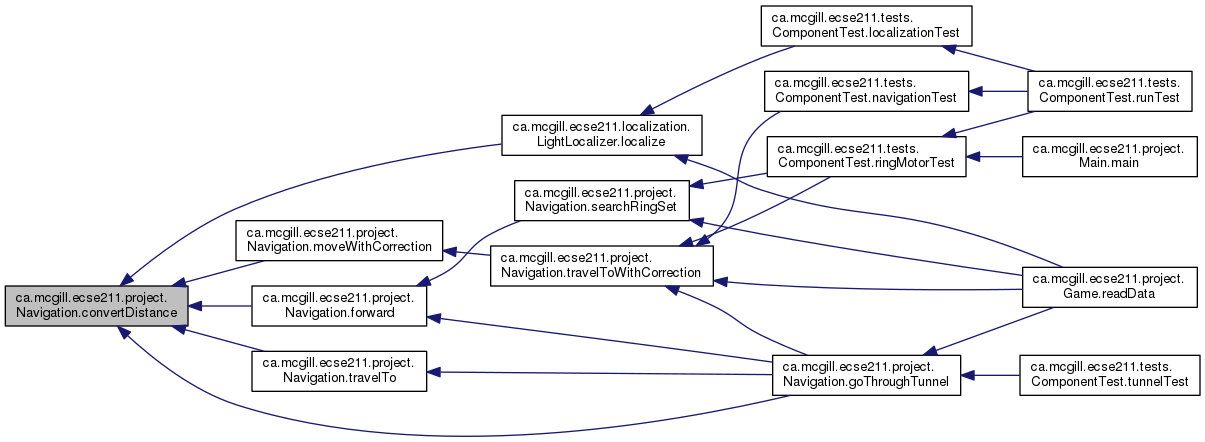 ca.mcgill.ecse211.project.
Navigation.convertDistance
ca.mcgill.ecse211.localization.
LightLocalizer.localize
ca.mcgill.ecse211.project.
Navigation.moveWithCorrection
ca.mcgill.ecse211.project.
Navigation.forward
ca.mcgill.ecse211.project.
Navigation.travelTo
ca.mcgill.ecse211.project.
Navigation.searchRingSet
ca.mcgill.ecse211.project.
Navigation.travelToWithCorrection
ca.mcgill.ecse211.tests.
ComponentTest.localizationTest
ca.mcgill.ecse211.tests.
ComponentTest.navigationTest
ca.mcgill.ecse211.tests.
ComponentTest.ringMotorTest
ca.mcgill.ecse211.project.
Navigation.goThroughTunnel
ca.mcgill.ecse211.tests.
ComponentTest.runTest
ca.mcgill.ecse211.project.
Main.main
ca.mcgill.ecse211.project.
Game.readData
ca.mcgill.ecse211.tests.
ComponentTest.tunnelTest